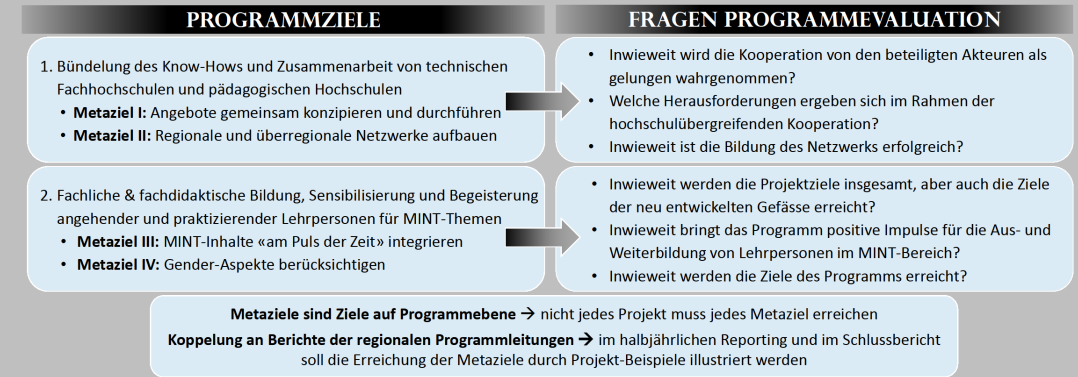 PROGRAMMZIELE
1. Bündelung des Know-Hows und Zusammenarbeit von technischen
Fachhochschulen und pädagogischen Hochschulen
• Metaziel I: Angebote gemeinsam konzipieren und durchführen
• Metaziel II: Regionale und überregionale Netzwerke aufbauen
2. Fachliche & fachdidaktische Bildung, Sensibilisierung und Begeisterung
angehender und praktizierender Lehrpersonen für MINT-Themen
• Metaziel III: MINT-Inhalte «am Puls der Zeit» integrieren
• Metaziel IV: Gender-Aspekte berücksichtigen
FRAGEN PROGRAMMEVALUATION
• Inwieweit wird die Kooperation von den beteiligten Akteuren als
gelungen wahrgenommen?
• Welche Herausforderungen ergeben sich im Rahmen der
hochschulübergreifenden Kooperation?
• Inwieweit ist die Bildung des Netzwerks erfolgreich?
• Inwieweit werden die Projektziele insgesamt, aber auch die Ziele
der neu entwickelten Gefässe erreicht?
• Inwieweit bringt das Programm positive Impulse für die Aus- und
Weiterbildung von Lehrpersonen im MINT-Bereich?
• Inwieweit werden die Ziele des Programms erreicht?
Metaziele sind Ziele auf Programmebene → nicht jedes Projekt muss jedes Metaziel erreichen
Koppelung an Berichte der regionalen Programmleitungen → im halbjährlichen Reporting und im Schlussbericht
soll die Erreichung der Metaziele durch Projekt-Beispiele illustriert werden